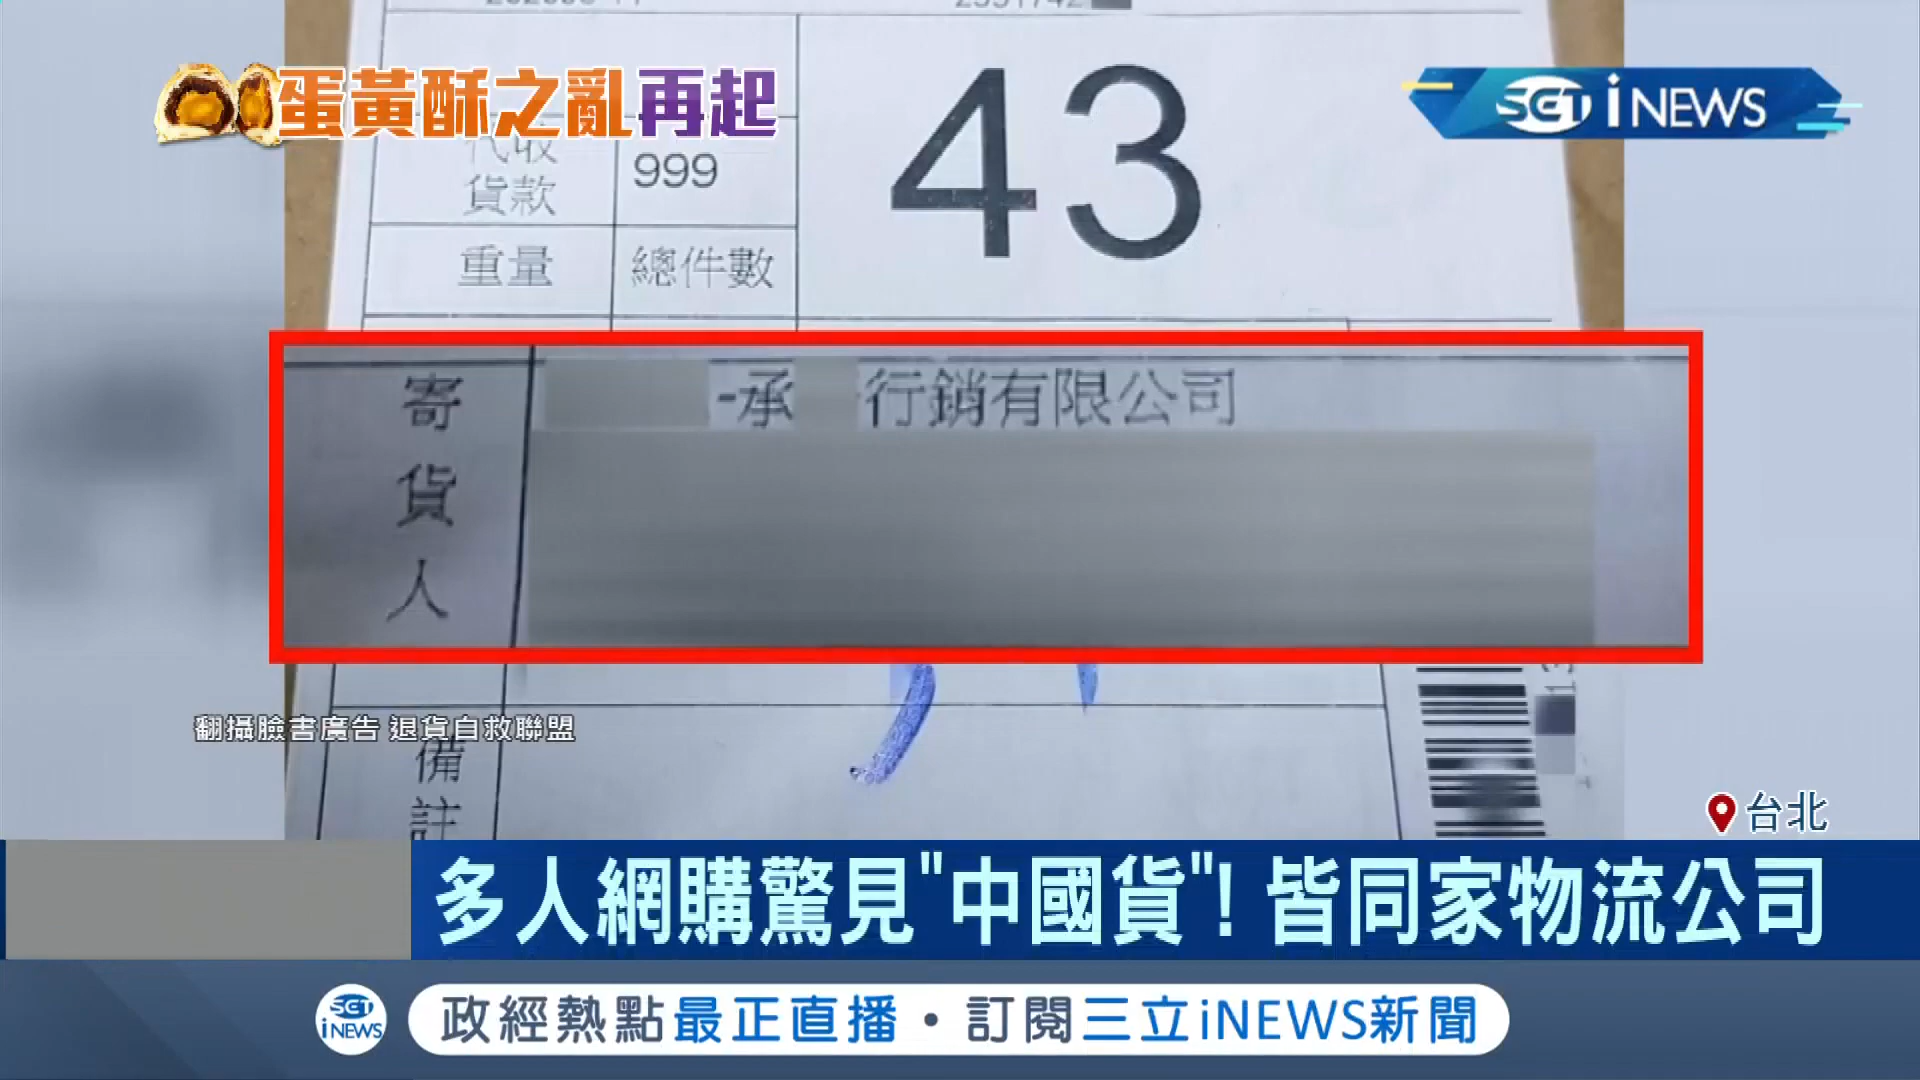 蛋黃酥之亂再起
SET iNEWS
43
代收
貨款
999
重量
總件數
寄貨人
-承 行銷有限公司
翻攝臉書廣告 退貨自救聯盟
備註
台北
多人網購驚見"中國貨"! 皆同家物流公司
SET iNEWS
政經熱點最正直播・訂閱三立iNEWS新聞